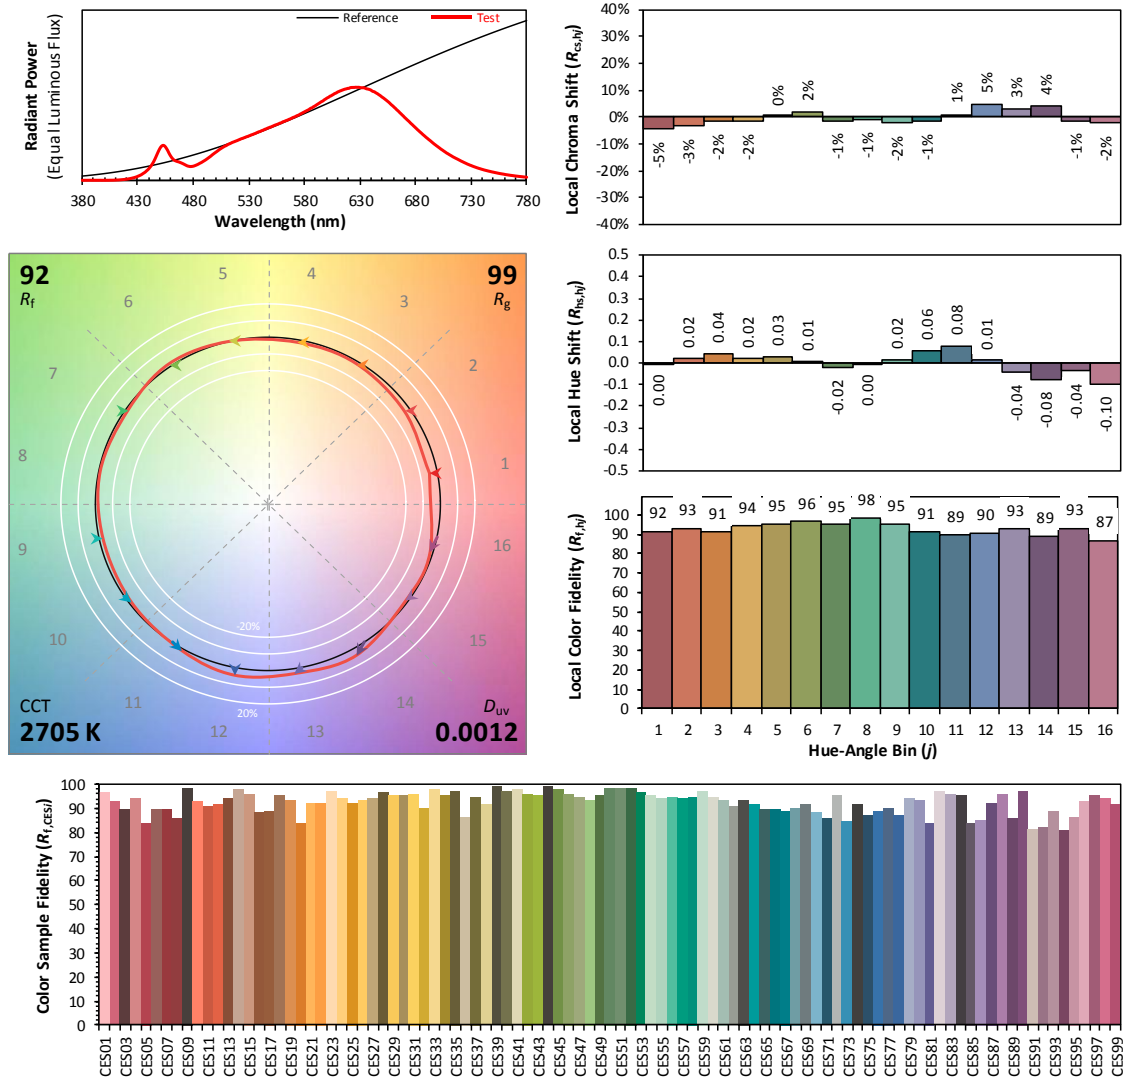 Radiant Power
(Equal Luminous Flux)
Reference
Test
380 430 480 530 580 630 680 730 780
Wavelength (nm)
Local Chroma Shift (Rcs,hj)
40%
30%
20%
10%
0%
-10%
-20%
-30%
-40%
-5% -3% -2% -2% 0% 2% -1% -1% -2% -1% 1% 5% 3% 4% -1% -2%
92
Rf
99
Rg
5 4
6 3
7 2
8 1
9 16
10 15
11 14
12 13
-20%
20%
CCT
2705 K
Duv
0.0012
Local Hue Shift (Rhs,hj)
0.5
0.4
0.3
0.2
0.1
0.0
-0.1
-0.2
-0.3
-0.4
-0.5
0.00 0.02 0.04 0.02 0.03 0.01 -0.02 0.00 0.02 0.06 0.08 0.01 -0.04 -0.08 -0.04 -0.10
Local Color Fidelity (Rf,hj)
100
90
80
70
60
50
40
30
20
10
0
92 93 91 94 95 96 95 98 95 91 89 90 93 89 93 87
1 2 3 4 5 6 7 8 9 10 11 12 13 14 15 16
Hue-Angle Bin (j)
Color Sample Fidelity (Rf,CESi)
100
90
80
70
60
50
40
30
20
10
0
CES01 CES03 CES05 CES07 CES09 CES11 CES13 CES15 CES17 CES19 CES21 CES23 CES25 CES27 CES29 CES31 CES33 CES35 CES37 CES39 CES41 CES43 CES45 CES47 CES49 CES51 CES53 CES55 CES57 CES59 CES61 CES63 CES65 CES67 CES69 CES71 CES73 CES75 CES77 CES79 CES81 CES83 CES85 CES87 CES89 CES91 CES93 CES95 CES97 CES99